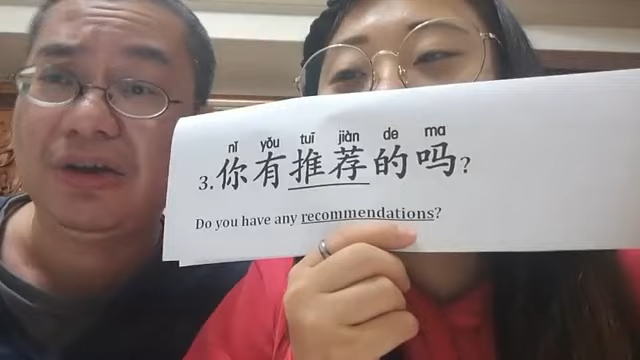 nǐ yǒu tuī jiàn de ma
3.你有推荐的吗?
Do you have any recommendations?